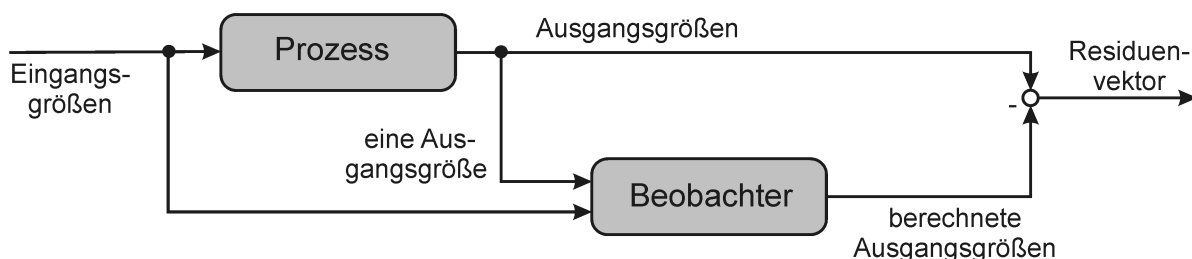 Prozess
Ausgangsgrößen
Residuen-
vektor
Eingangs-
größen
-
eine Aus-
gangsgröße
Beobachter
berechnete
Ausgangsgrößen